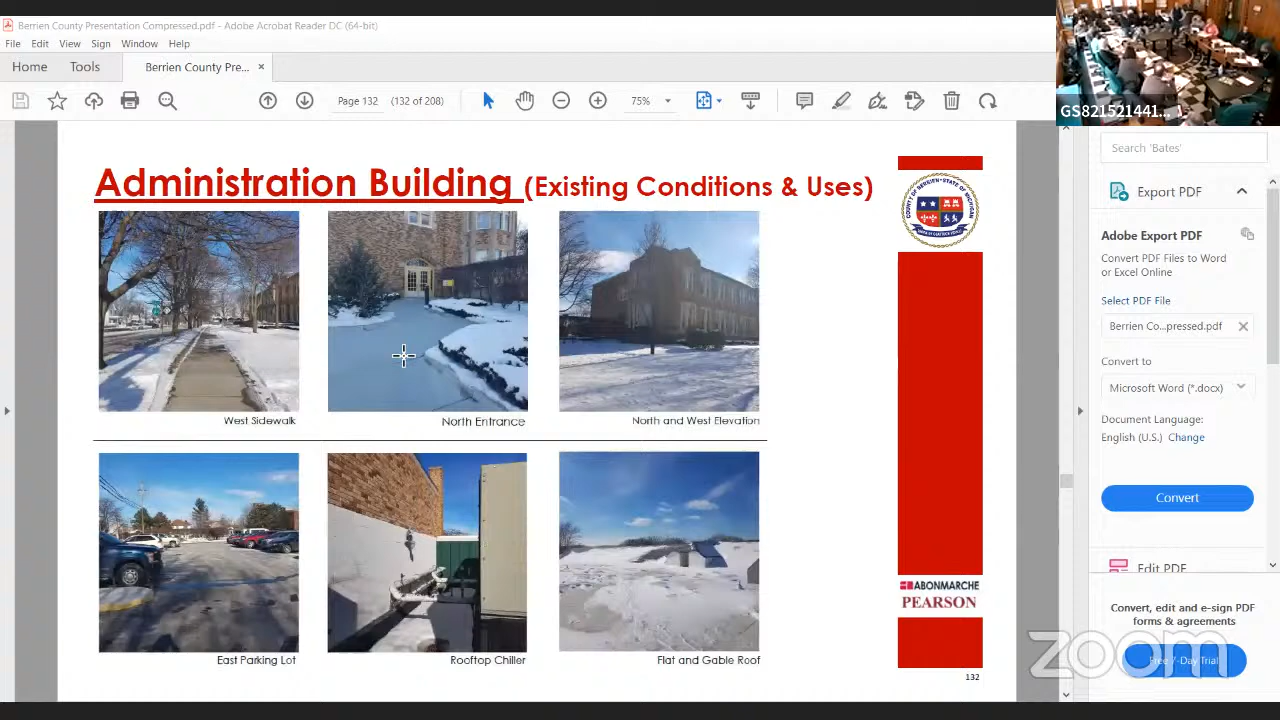 Berrien County Presentation Compressed.pdf - Adobe Acrobat Reader DC (64-bit)
File Edit View Sign Window Help
Home Tools Berrien County Pre... ×
Page 132 (132 of 208) 75%
GS821521441...
Administration Building (Existing Conditions & Uses)
West Sidewalk North Entrance North and West Elevation
East Parking Lot Rooftop Chiller Flat and Gable Roof
ABONMARCHE
PEARSON
132
Search 'Bates'
Export PDF
Adobe Export PDF
Convert PDF Files to Word
or Excel Online
Select PDF File
Berrien Co...pressed.pdf
Convert to
Microsoft Word (*.docx)
Document Language:
English (U.S.) Change
Convert
Edit PDF
Convert, edit and e-sign PDF
forms & agreements
Free 7-Day Trial
zoom